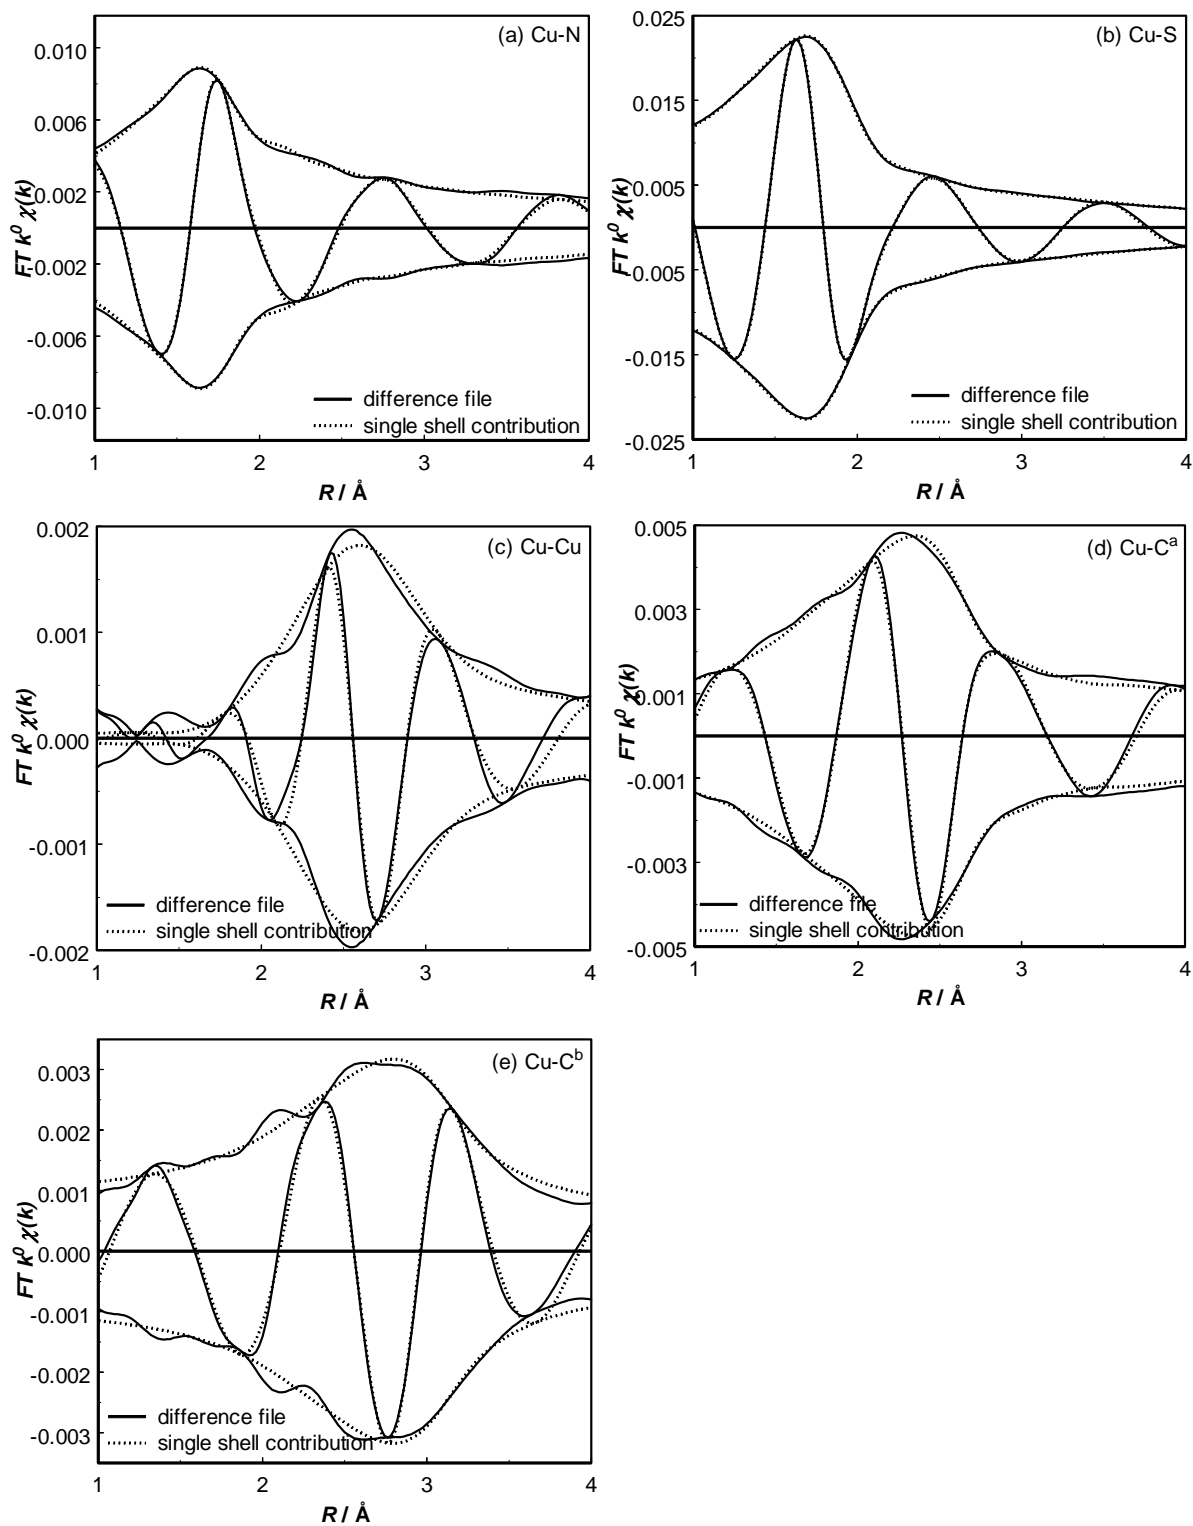 (a) Cu-N
0.010
0.006
0.002
-0.002
-0.006
-0.010
FT k⁰ χ(k)
difference file
single shell contribution
1 2 3 4
R / Å
(b) Cu-S
0.025
0.015
0.005
-0.005
-0.015
-0.025
FT k⁰ χ(k)
difference file
single shell contribution
1 2 3 4
R / Å
(c) Cu-Cu
0.002
0.001
0.000
-0.001
-0.002
FT k⁰ χ(k)
difference file
single shell contribution
1 2 3 4
R / Å
(d) Cu-Cᵃ
0.005
0.003
0.001
-0.001
-0.003
-0.005
FT k⁰ χ(k)
difference file
single shell contribution
1 2 3 4
R / Å
(e) Cu-Cᵇ
0.003
0.002
0.001
0.000
-0.001
-0.002
-0.003
FT k⁰ χ(k)
difference file
single shell contribution
1 2 3 4
R / Å